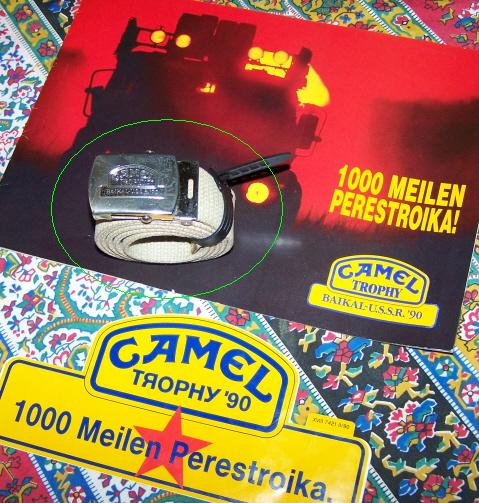 1000 MEILEN
PERESTROIKA!
CAMEL
TROPHY
BAIKAL-U.S.S.R. '90
CAMEL
TЯOPHY '90
1000 Meilen Perestroika.